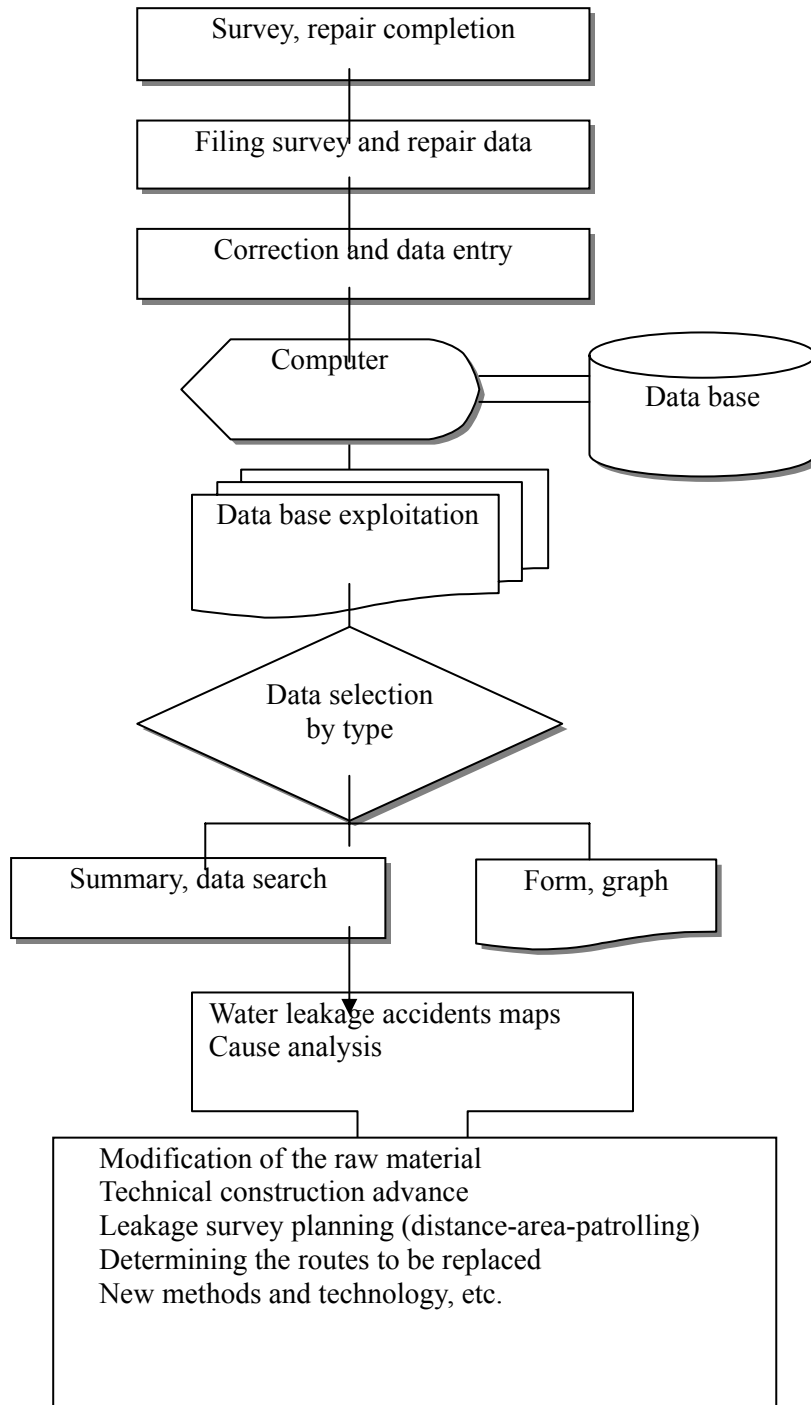 Survey, repair completion
Filing survey and repair data
Correction and data entry
Computer
Data base
Data base exploitation
Data selection
by type
Summary, data search
Form, graph
Water leakage accidents maps
Cause analysis
Modification of the raw material
Technical construction advance
Leakage survey planning (distance-area-patrolling)
Determining the routes to be replaced
New methods and technology, etc.